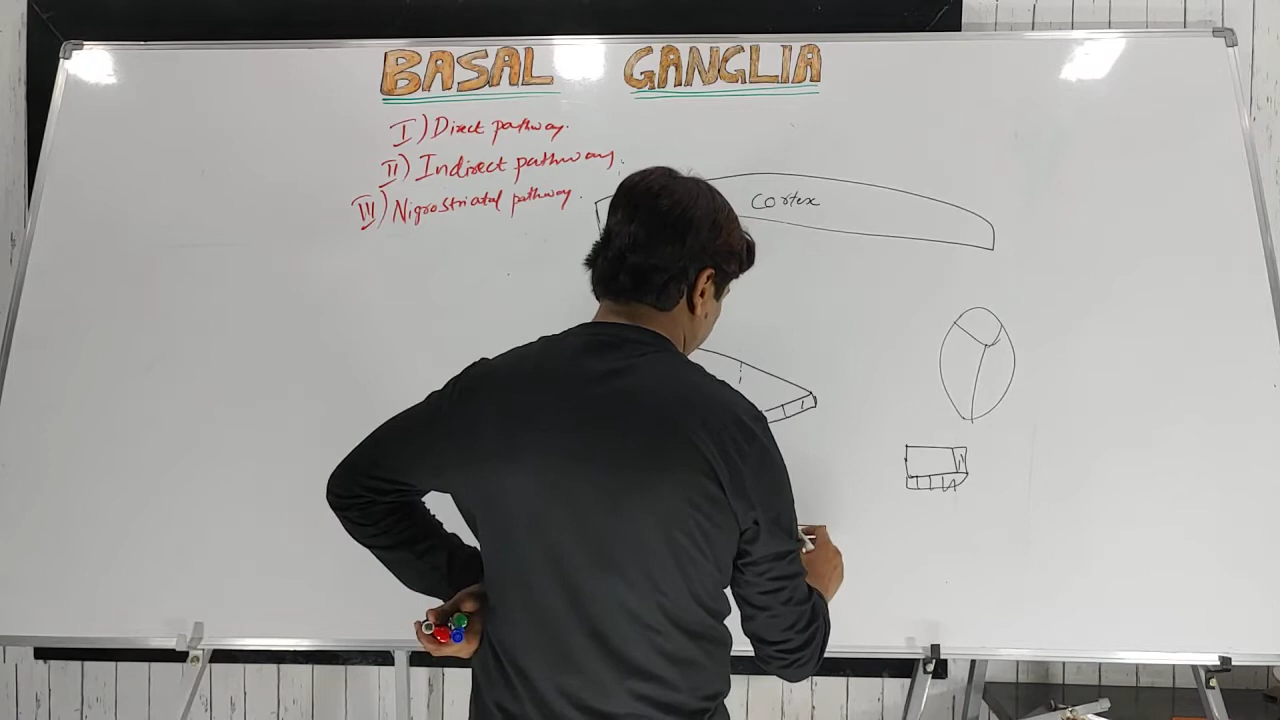 BASAL GANGLIA
I) Direct pathway.
II) Indirect pathway.
III) Nigrostriatal pathway.
Cortex